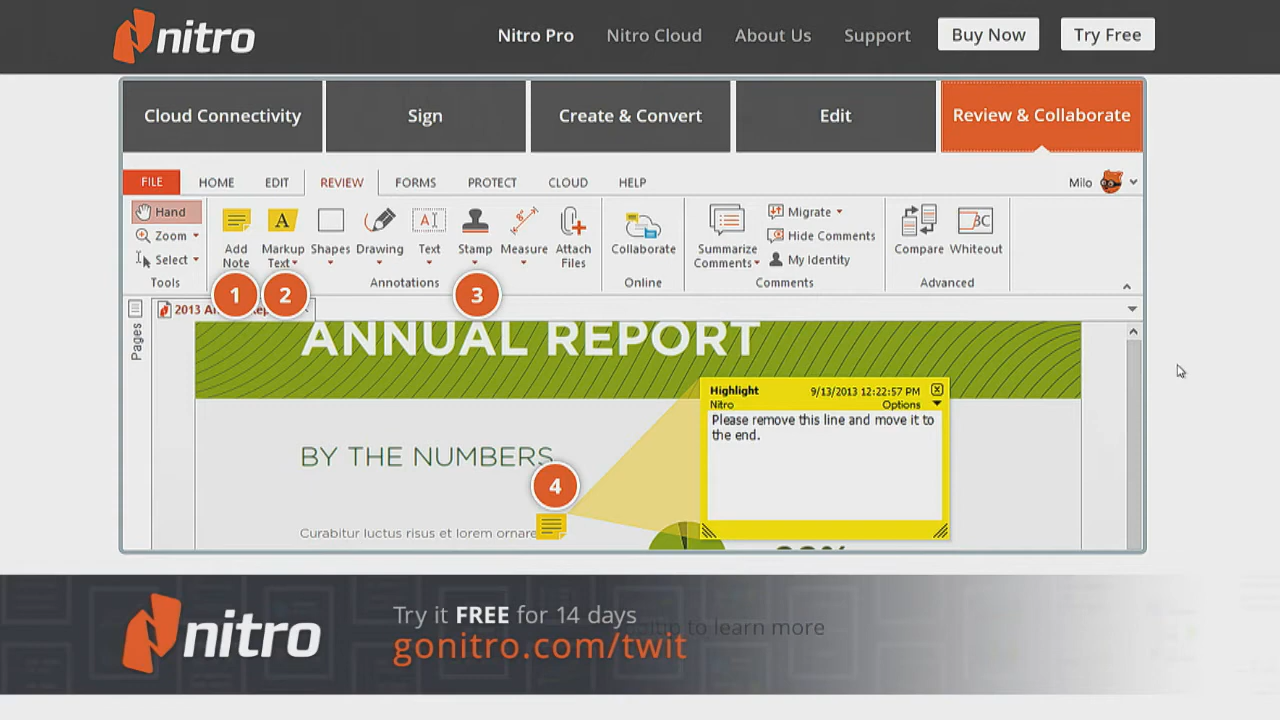 nitro
Nitro Pro Nitro Cloud About Us Support Buy Now Try Free
Cloud Connectivity Sign Create & Convert Edit Review & Collaborate
FILE HOME EDIT REVIEW FORMS PROTECT CLOUD HELP Milo
Hand
Zoom
Select
Tools
Add
Note
Markup
Text
Shapes
Drawing
Text
Stamp
Measure
Attach
Files
Annotations
Collaborate
Online
Summarize
Comments
Migrate
Hide Comments
My Identity
Comments
Compare
Whiteout
Advanced
1 2 3
2013
Pages
ANNUAL REPORT
Highlight 9/13/2013 12:22:57 PM
Nitro Options
Please remove this line and move it to
the end.
BY THE NUMBERS
4
Curabitur luctus risus et lorem ornare
nitro
Try it FREE for 14 days
to learn more
gonitro.com/twit